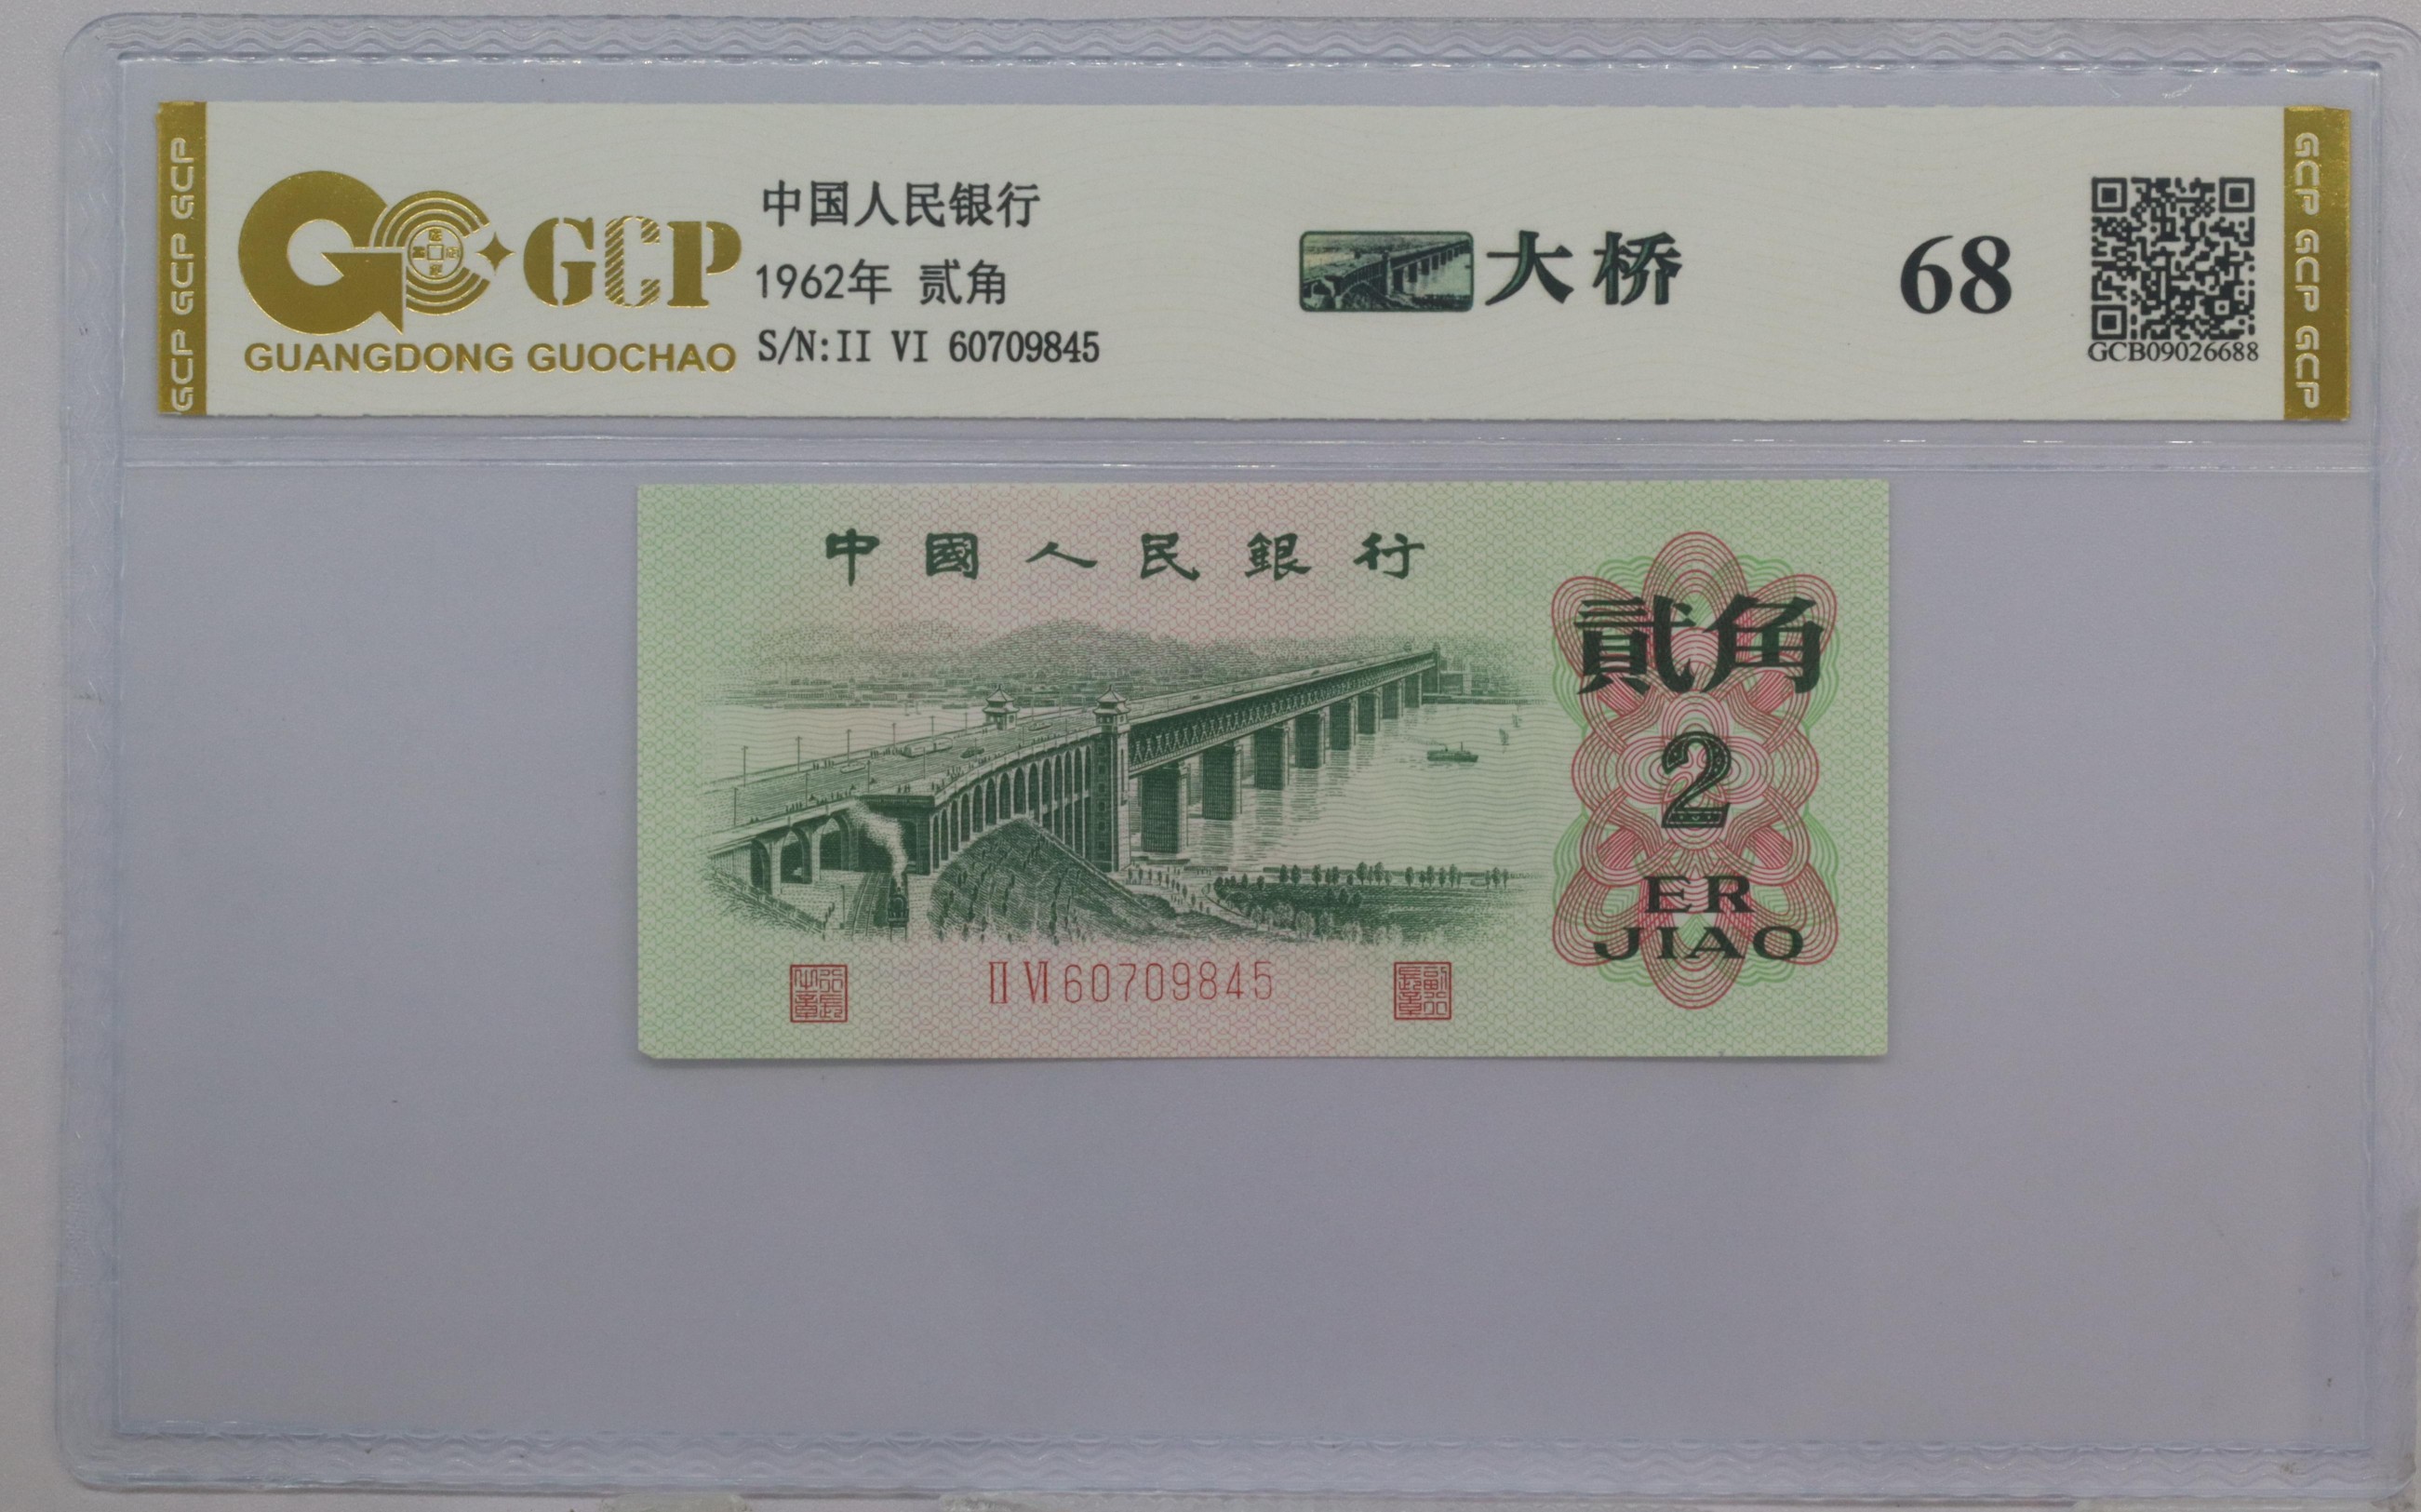 GCP GCP GCP
GCP
GUANGDONG GUOCHAO
中国人民银行
1962年 贰角
S/N:II VI 60709845
大桥
68
GCB09026688
GCP GCP GCP
中國人民銀行
貳角
2
ER
JIAO
II VI 60709845